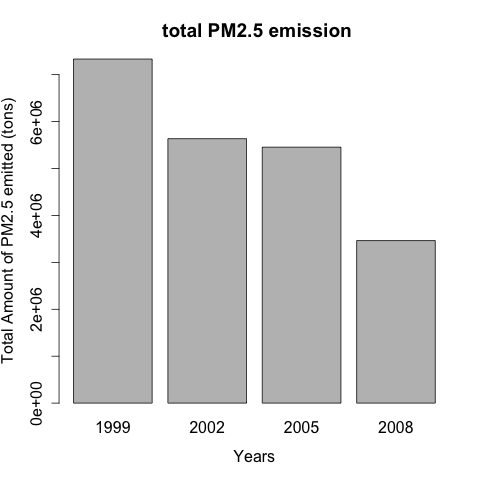 total PM2.5 emission
Total Amount of PM2.5 emitted (tons)
6e+06
4e+06
2e+06
0e+00
1999 2002 2005 2008
Years